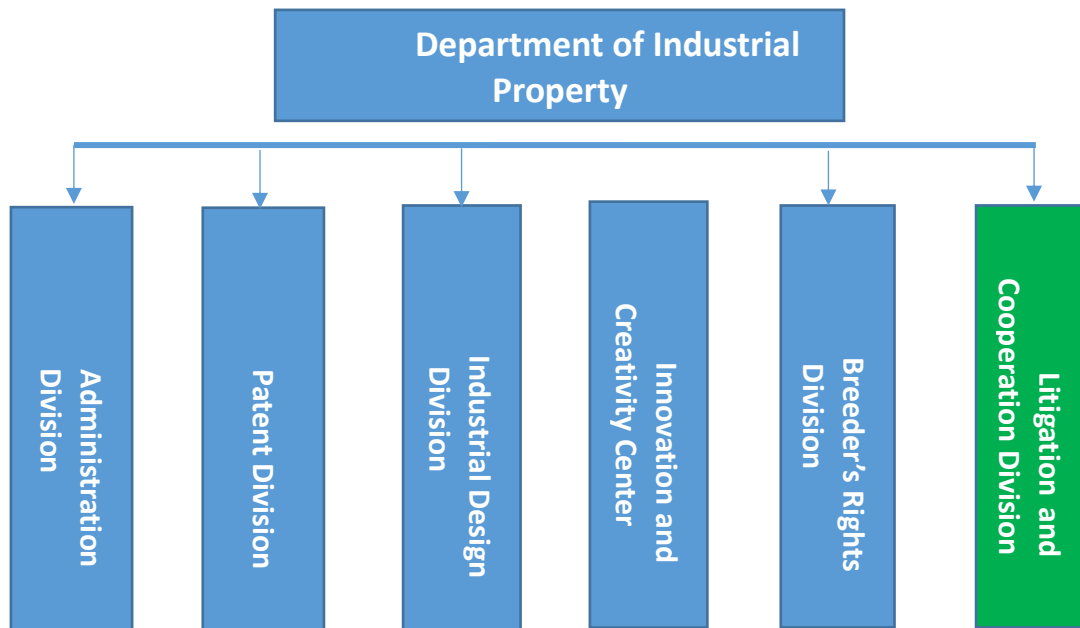 Department of Industrial
Property
Administration
Division
Patent Division
Industrial Design
Division
Innovation and
Creativity Center
Breeder’s Rights
Division
Litigation and
Cooperation Division